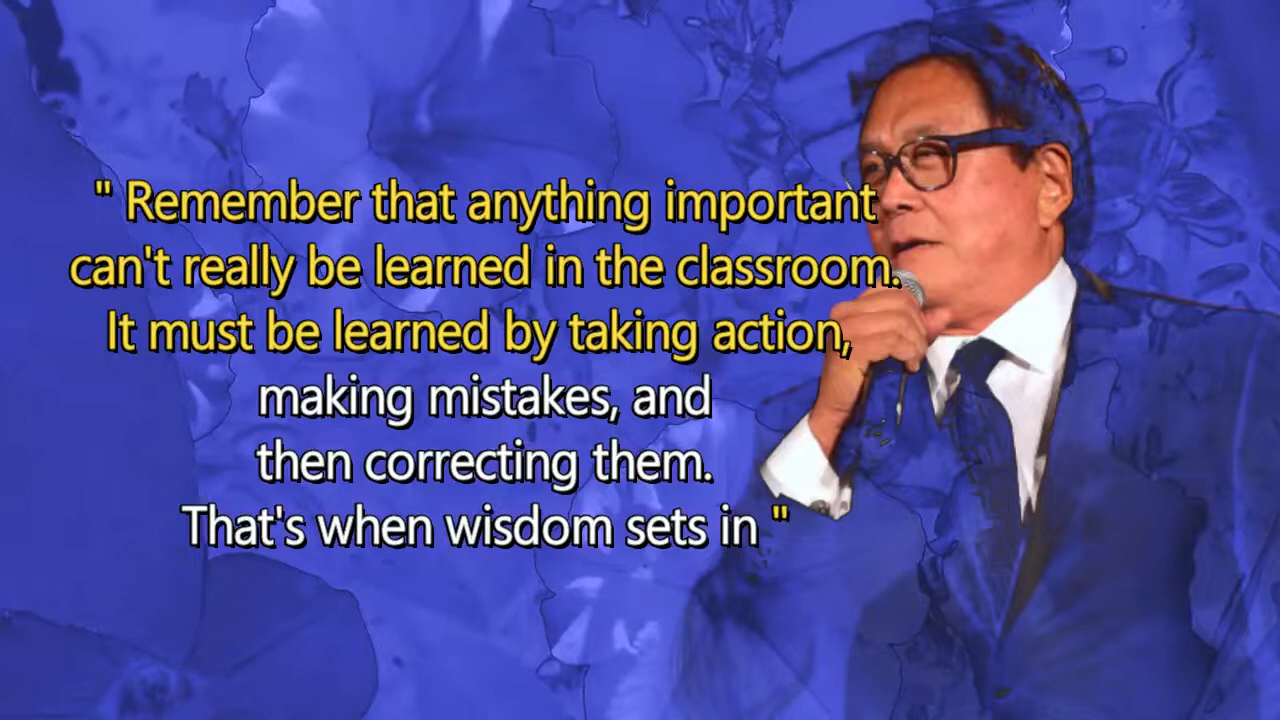 " Remember that anything important
can't really be learned in the classroom.
It must be learned by taking action,
making mistakes, and
then correcting them.
That's when wisdom sets in "